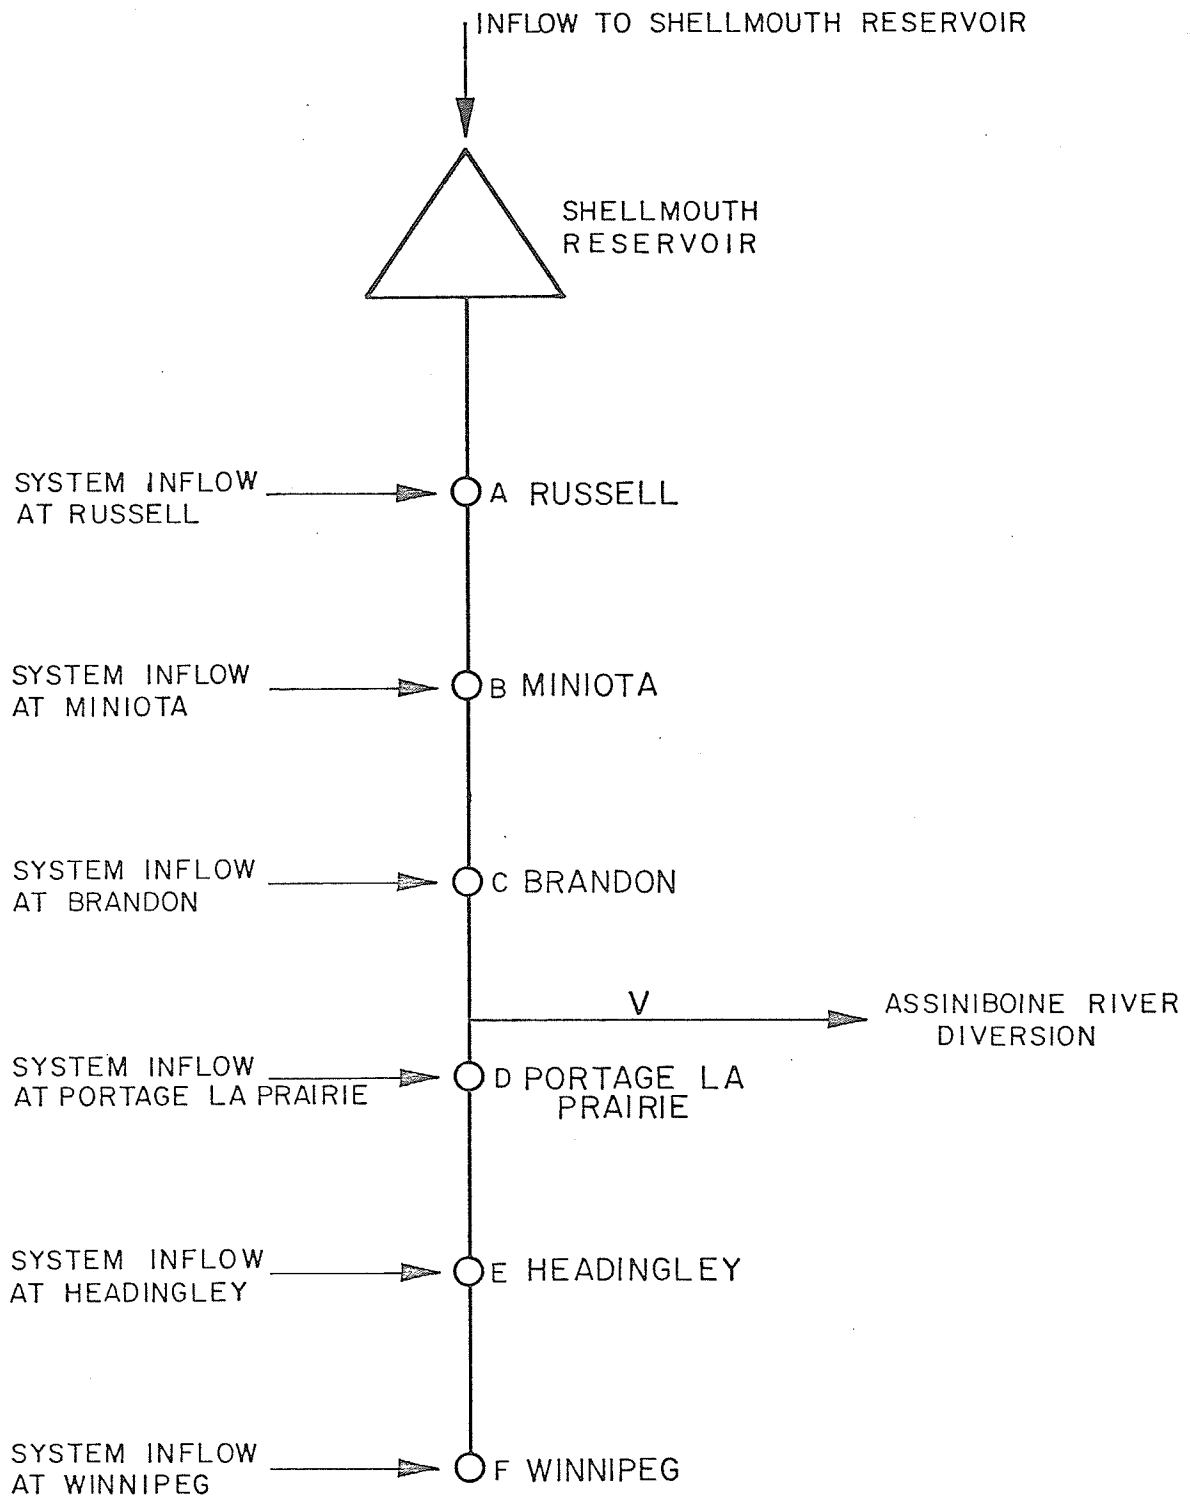 INFLOW TO SHELLMOUTH RESERVOIR
SHELLMOUTH
RESERVOIR
SYSTEM INFLOW
AT RUSSELL
A RUSSELL
SYSTEM INFLOW
AT MINIOTA
B MINIOTA
SYSTEM INFLOW
AT BRANDON
C BRANDON
V
ASSINIBOINE RIVER
DIVERSION
SYSTEM INFLOW
AT PORTAGE LA PRAIRIE
D PORTAGE LA
PRAIRIE
SYSTEM INFLOW
AT HEADINGLEY
E HEADINGLEY
SYSTEM INFLOW
AT WINNIPEG
F WINNIPEG